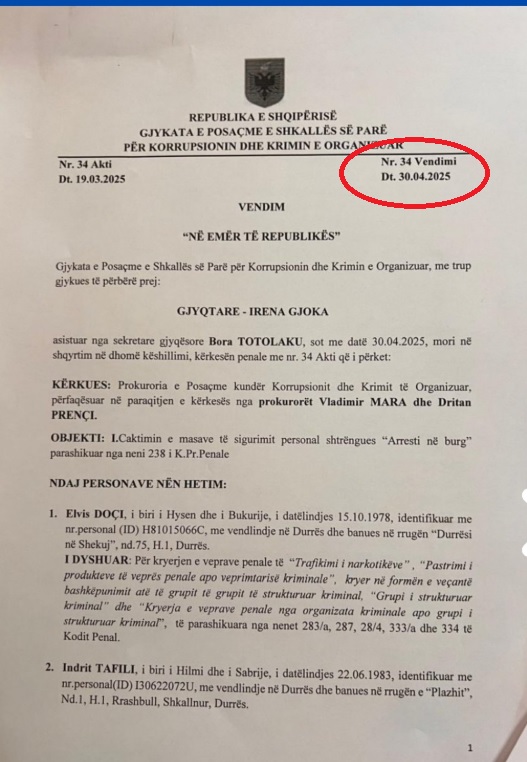 REPUBLIKA E SHQIPËRISË
GJYKATA E POSAÇME E SHKALLËS SË PARË
PËR KORRUPSIONIN DHE KRIMIN E ORGANIZUAR
Nr. 34 Akti
Dt. 19.03.2025
Nr. 34 Vendimi
Dt. 30.04.2025
VENDIM
“NË EMËR TË REPUBLIKËS”
Gjykata e Posaçme e Shkallës së Parë për Korrupsionin dhe Krimin e Organizuar, me trup
gjykues të përbërë prej:
GJYQTARE - IRENA GJOKA
asistuar nga sekretare gjyqësore Bora TOTOLAKU, sot me datë 30.04.2025, mori në
shqyrtim në dhomë këshillimi, kërkesën penale me nr. 34 Akti që i përket:
KËRKUES: Prokuroria e Posaçme kundër Korrupsionit dhe Krimit të Organizuar,
përfaqësuar në paraqitjen e kërkesës nga prokurorët Vladimir MARA dhe Dritan
PRENÇI.
OBJEKTI: I.Caktimin e masave të sigurimit personal shtrëngues “Arresti në burg”
parashikuar nga neni 238 i K.Pr.Penale
NDAJ PERSONAVE NËN HETIM:
1. Elvis DOÇI, i biri i Hysen dhe i Bukurije, i datëlindjes 15.10.1978, identifikuar me
nr.personal (ID) H81015066C, me vendlindje në Durrës dhe banues në rrugën “Durrësi
në Shekuj”, nd.75, H.1, Durrës.
I DYSHUAR: Për kryerjen e veprave penale të “Trafikimi i narkotikëve”, “Pastrimi i
produkteve të veprës penale apo veprimtarisë kriminale”, kryer në formën e veçantë
bashkëpunimit atë të grupit të grupit të strukturuar kriminal, “Grupi i strukturuar
kriminal” dhe “Kryerja e veprave penale nga organizata kriminale apo grupi i
strukturuar kriminal”, të parashikuara nga nenet 283/a, 287, 28/4, 333/a dhe 334 të
Kodit Penal.
2. Indrit TAFILI, i biri i Hilmi dhe i Sabrije, i datëlindjes 22.06.1983, identifikuar me
nr.personal(ID) I30622072U, me vendlindje në Durrës dhe banues në rrugën e “Plazhit”,
Nd.1, H.1, Rrashbull, Shkallnur, Durrës.
1